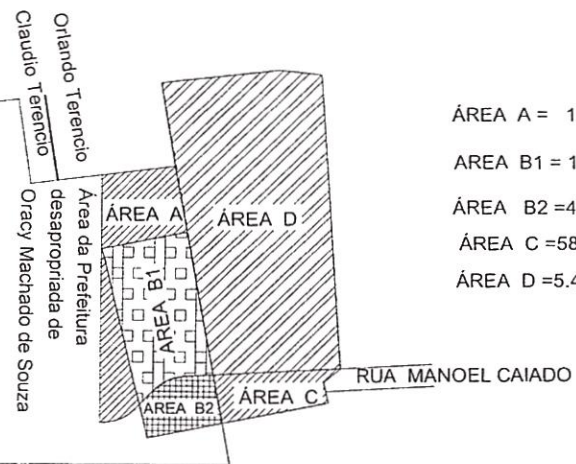 Orlando Terencio
Claudio Terencio
Área da Prefeitura
desapropriada de
Oracy Machado de Souza
ÁREA A
ÁREA D
ÁREA B1
ÁREA B2
ÁREA C
RUA MANOEL CAIADO
ÁREA A = 1
AREA B1 = 1
ÁREA B2 =4
ÁREA C =58
ÁREA D =5.4